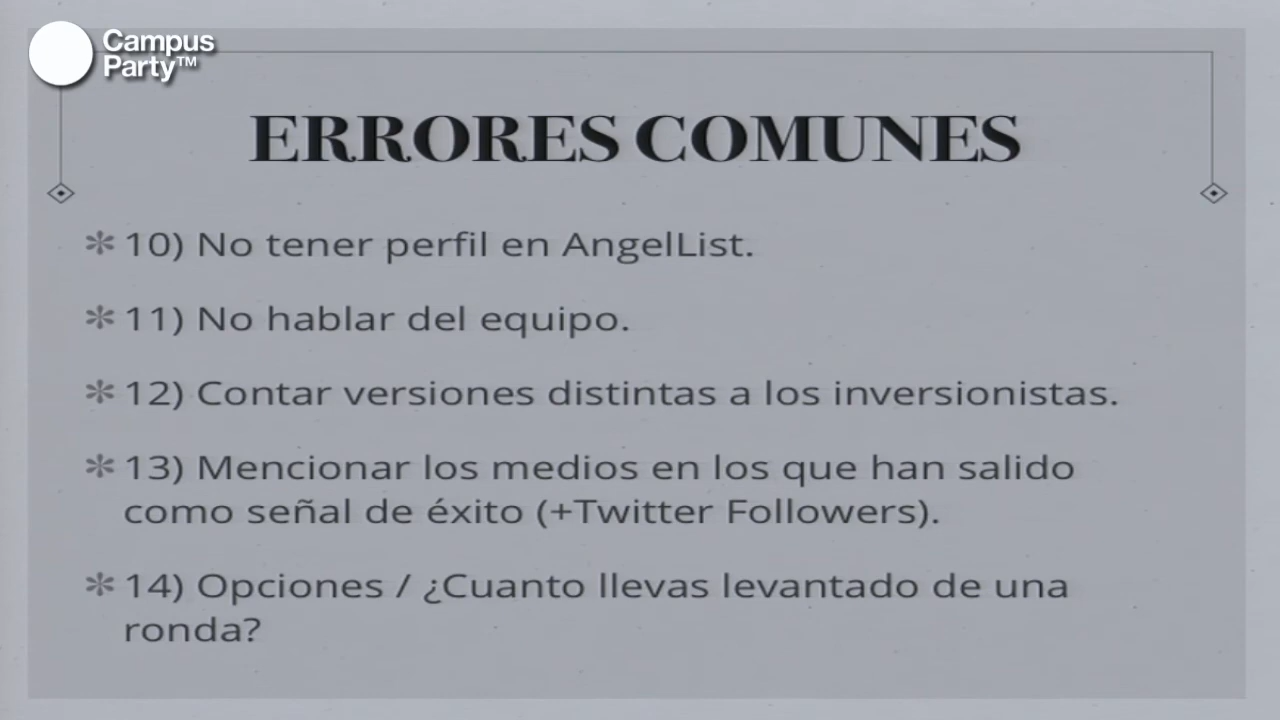 Campus
Party™
ERRORES COMUNES
* 10) No tener perfil en AngelList.
* 11) No hablar del equipo.
* 12) Contar versiones distintas a los inversionistas.
* 13) Mencionar los medios en los que han salido
como señal de éxito (+Twitter Followers).
* 14) Opciones / ¿Cuanto llevas levantado de una
ronda?